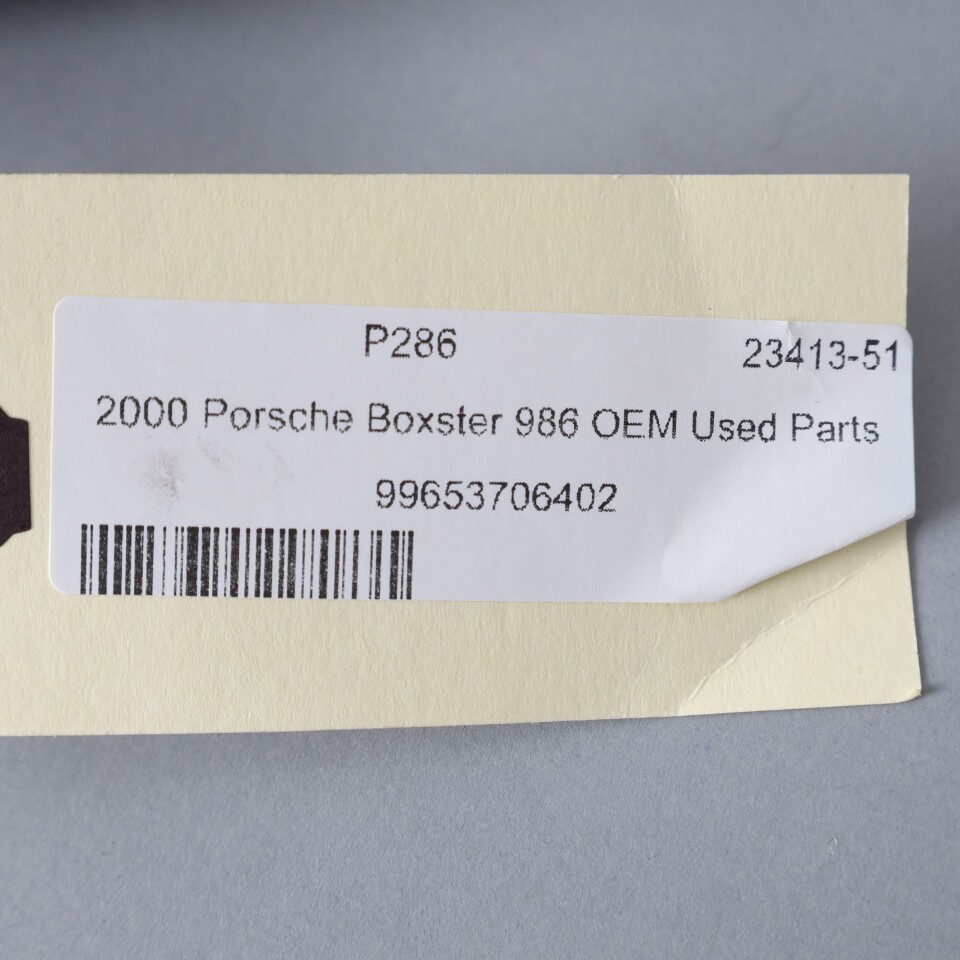 P286 23413-51
2000 Porsche Boxster 986 OEM Used Parts
99653706402